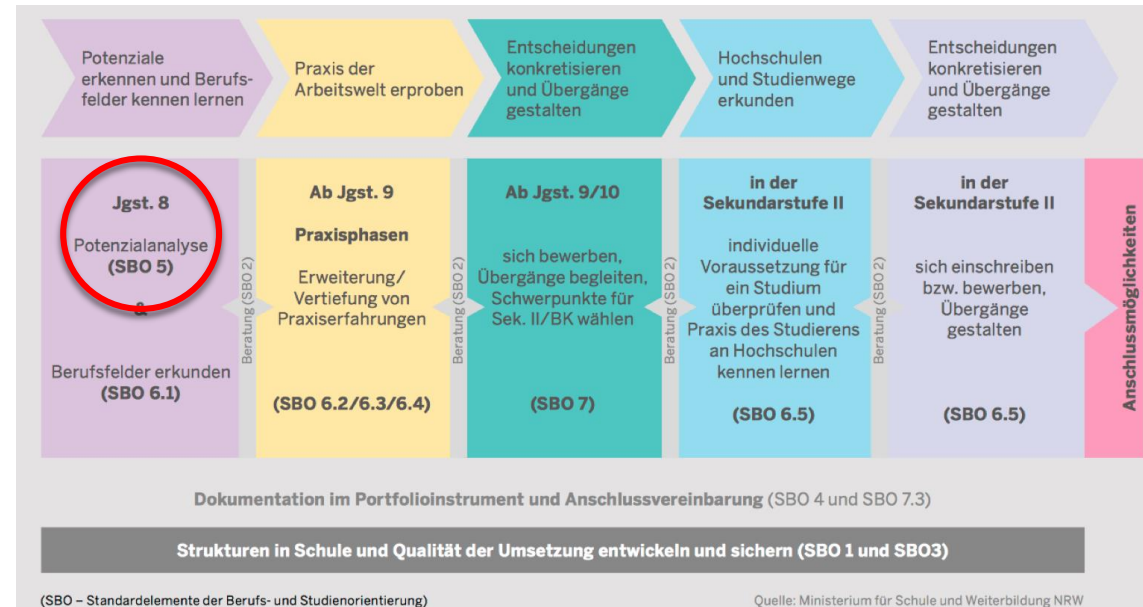 Potenziale
erkennen und Berufs-
felder kennen lernen
Praxis der
Arbeitswelt erproben
Entscheidungen
konkretisieren
und Übergänge
gestalten
Hochschulen
und Studienwege
erkunden
Entscheidungen
konkretisieren
und Übergänge
gestalten
Jgst. 8
Potenzialanalyse
(SBO 5)
&
Berufsfelder erkunden
(SBO 6.1)
Beratung (SBO 2)
Ab Jgst. 9
Praxisphasen
Erweiterung/
Vertiefung von
Praxiserfahrungen
(SBO 6.2/6.3/6.4)
Beratung (SBO 2)
Ab Jgst. 9/10
sich bewerben,
Übergänge begleiten,
Schwerpunkte für
Sek. II/BK wählen
(SBO 7)
Beratung (SBO 2)
in der
Sekundarstufe II
individuelle
Voraussetzung für
ein Studium
überprüfen und
Praxis des Studierens
an Hochschulen
kennen lernen
(SBO 6.5)
Beratung (SBO 2)
in der
Sekundarstufe II
sich einschreiben
bzw. bewerben,
Übergänge
gestalten
(SBO 6.5)
Anschlussmöglichkeiten
Dokumentation im Portfolioinstrument und Anschlussvereinbarung (SBO 4 und SBO 7.3)
Strukturen in Schule und Qualität der Umsetzung entwickeln und sichern (SBO 1 und SBO3)
(SBO – Standardelemente der Berufs- und Studienorientierung)
Quelle: Ministerium für Schule und Weiterbildung NRW